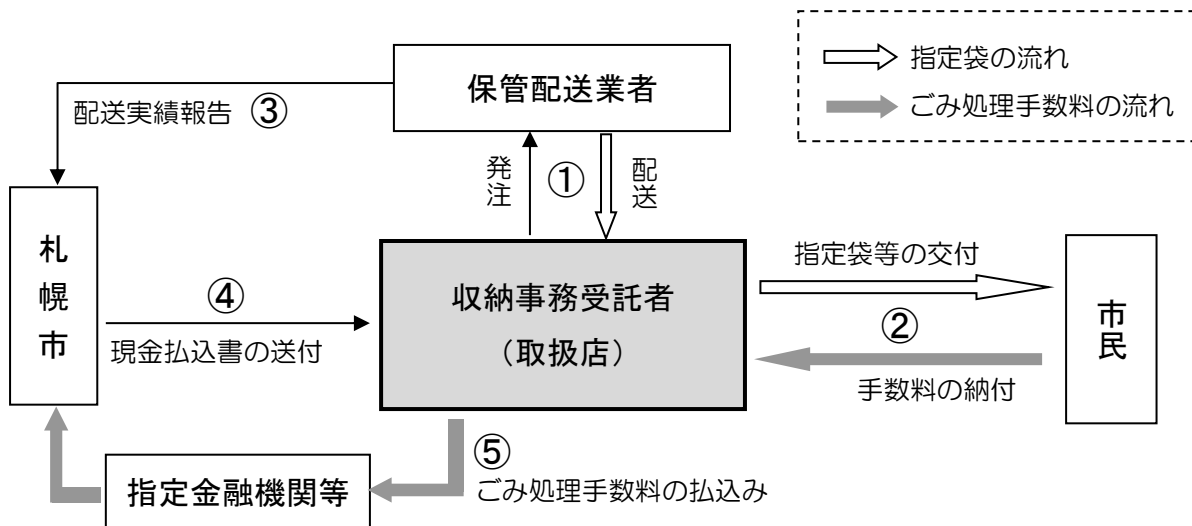 保管配送業者
指定袋の流れ
ごみ処理手数料の流れ
配送実績報告 ③
発注
①
配送
札幌市
④
現金払込書の送付
収納事務受託者
（取扱店）
指定袋等の交付
②
手数料の納付
市民
⑤
ごみ処理手数料の払込み
指定金融機関等